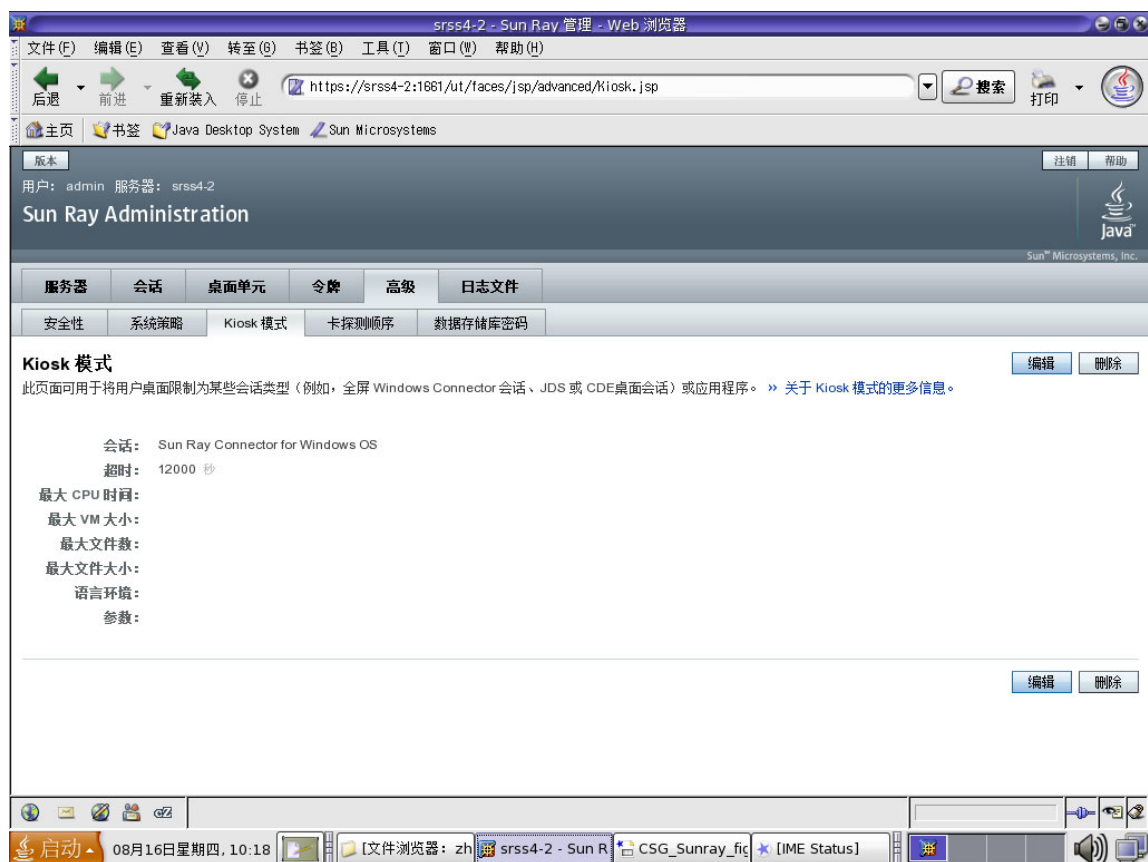 srss4-2 - Sun Ray 管理 - Web 浏览器
文件(F) 编辑(E) 查看(V) 转至(G) 书签(B) 工具(T) 窗口(W) 帮助(H)
后退 前进 重新装入 停止 https://srss4-2:1661/ut/faces/jsp/advanced/Kiosk.jsp 搜索 打印
主页 书签 Java Desktop System Sun Microsystems
版本 注销 帮助
用户: admin 服务器: srss4-2
Sun Ray Administration
Java™
Sun™ Microsystems, Inc.
服务器 会话 桌面单元 令牌 高级 日志文件
安全性 系统策略 Kiosk 模式 卡探测顺序 数据存储库密码
Kiosk 模式 编辑 删除
此页面可用于将用户桌面限制为某些会话类型（例如，全屏 Windows Connector 会话、JDS 或 CDE桌面会话）或应用程序。 » 关于 Kiosk 模式的更多信息。
会话: Sun Ray Connector for Windows OS
超时: 12000 秒
最大 CPU 时间:
最大 VM 大小:
最大文件数:
最大文件大小:
语言环境:
参数:
编辑 删除
启动 08月16日星期四, 10:18 [文件浏览器: zh srss4-2 - Sun R CSG_Sunray_fig [IME Status]